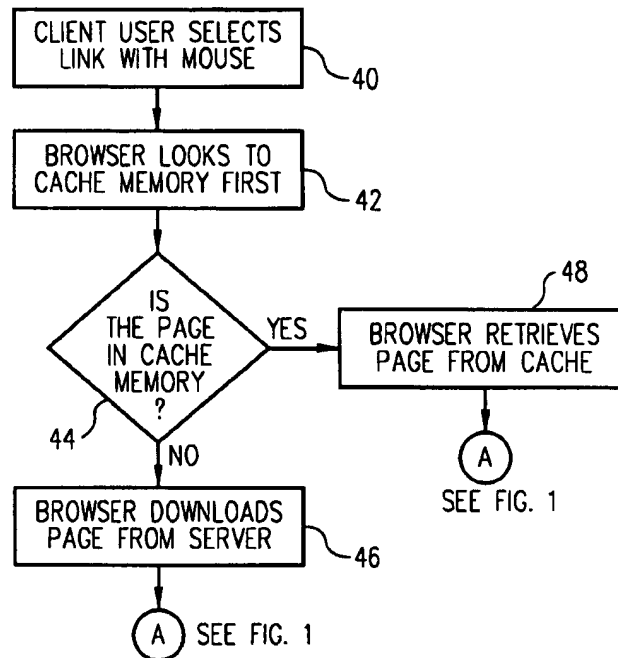 CLIENT USER SELECTS
LINK WITH MOUSE
40
BROWSER LOOKS TO
CACHE MEMORY FIRST
42
IS
THE PAGE
IN CACHE
MEMORY
?
44
YES
48
BROWSER RETRIEVES
PAGE FROM CACHE
A
SEE FIG. 1
NO
BROWSER DOWNLOADS
PAGE FROM SERVER
46
A SEE FIG. 1